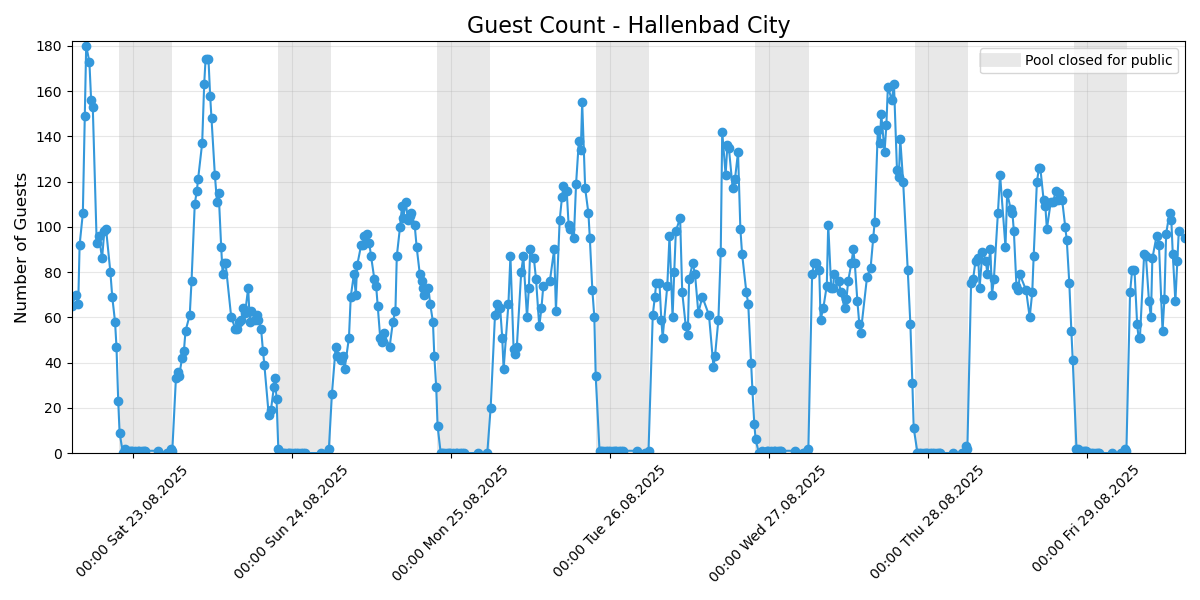 Guest Count - Hallenbad City
Pool closed for public
Number of Guests
180
160
140
120
100
80
60
40
20
0
00:00 Sat 23.08.2025
00:00 Sun 24.08.2025
00:00 Mon 25.08.2025
00:00 Tue 26.08.2025
00:00 Wed 27.08.2025
00:00 Thu 28.08.2025
00:00 Fri 29.08.2025